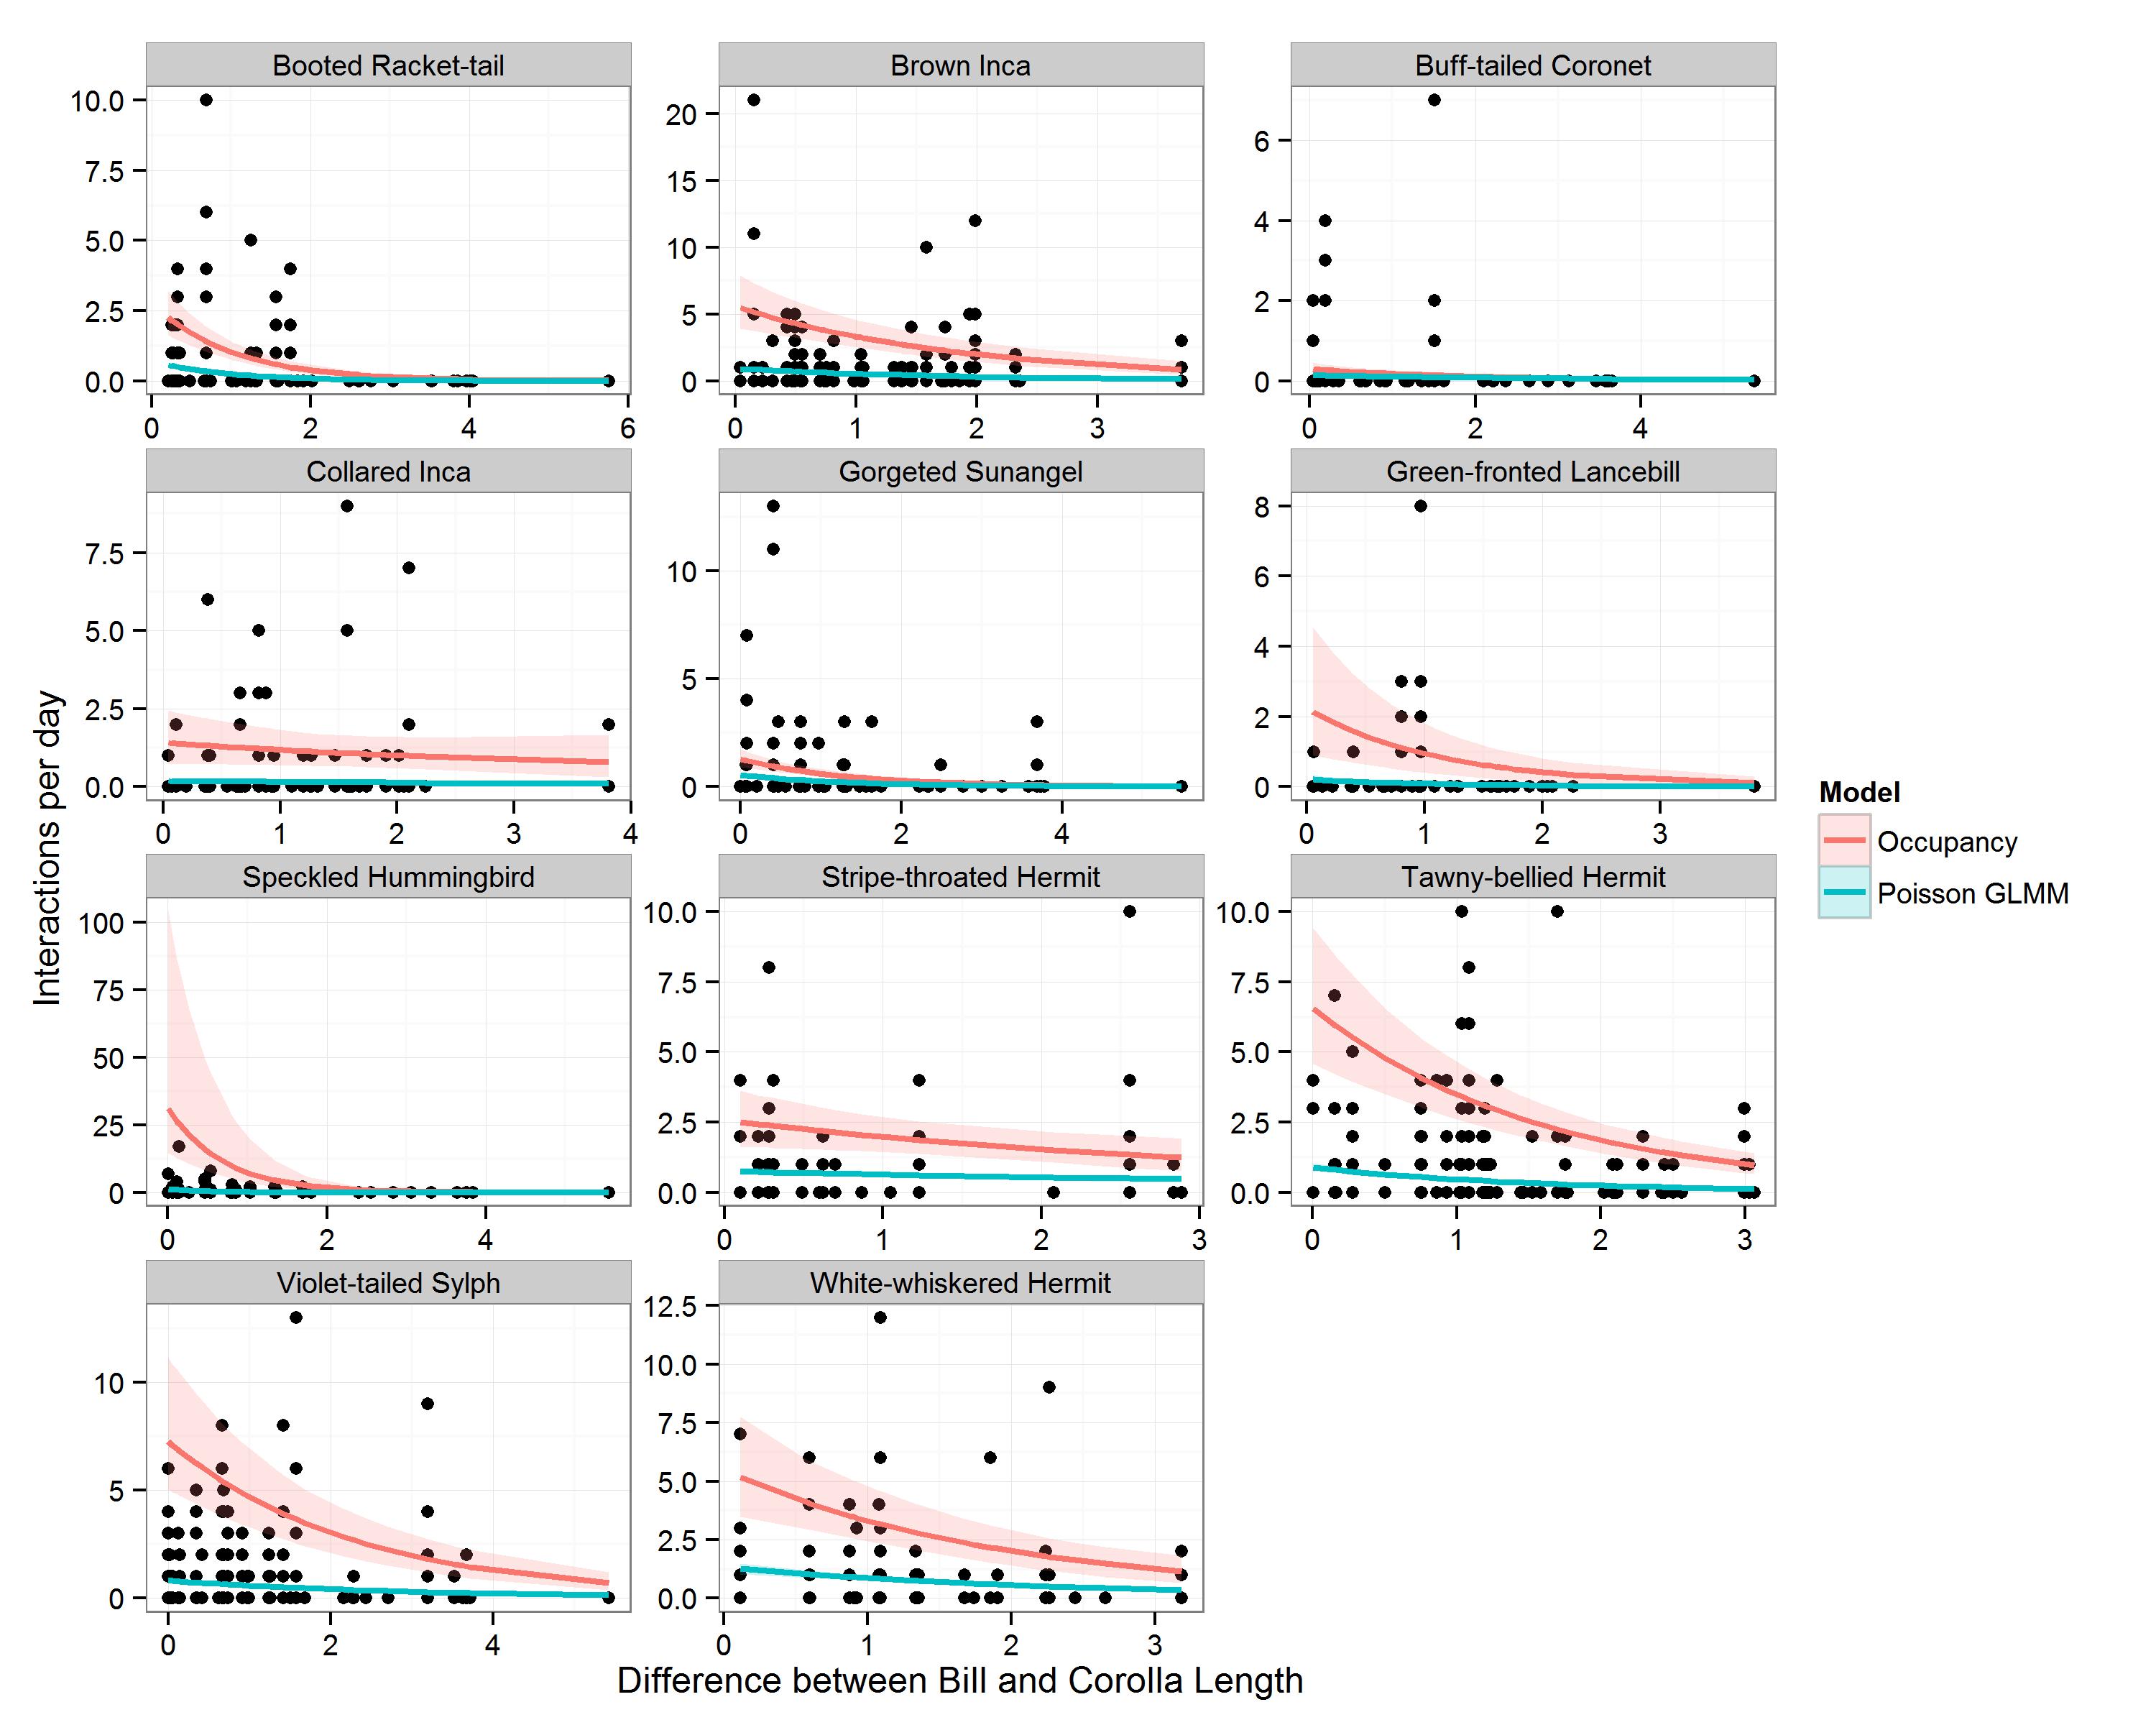 Booted Racket-tail
Brown Inca
Buff-tailed Coronet
10.0
7.5
5.0
2.5
0.0
0 2 4 6
20
15
10
5
0
0 1 2 3
6
4
2
0
0 2 4
Collared Inca
Gorgeted Sunangel
Green-fronted Lancebill
7.5
5.0
2.5
0.0
0 1 2 3 4
10
5
0
0 2 4
8
6
4
2
0
0 1 2 3
Speckled Hummingbird
Stripe-throated Hermit
Tawny-bellied Hermit
100
75
50
25
0
0 2 4
10.0
7.5
5.0
2.5
0.0
0 1 2 3
10.0
7.5
5.0
2.5
0.0
0 1 2 3
Violet-tailed Sylph
White-whiskered Hermit
10
5
0
0 2 4
12.5
10.0
7.5
5.0
2.5
0.0
0 1 2 3
Interactions per day
Difference between Bill and Corolla Length
Model
Occupancy
Poisson GLMM